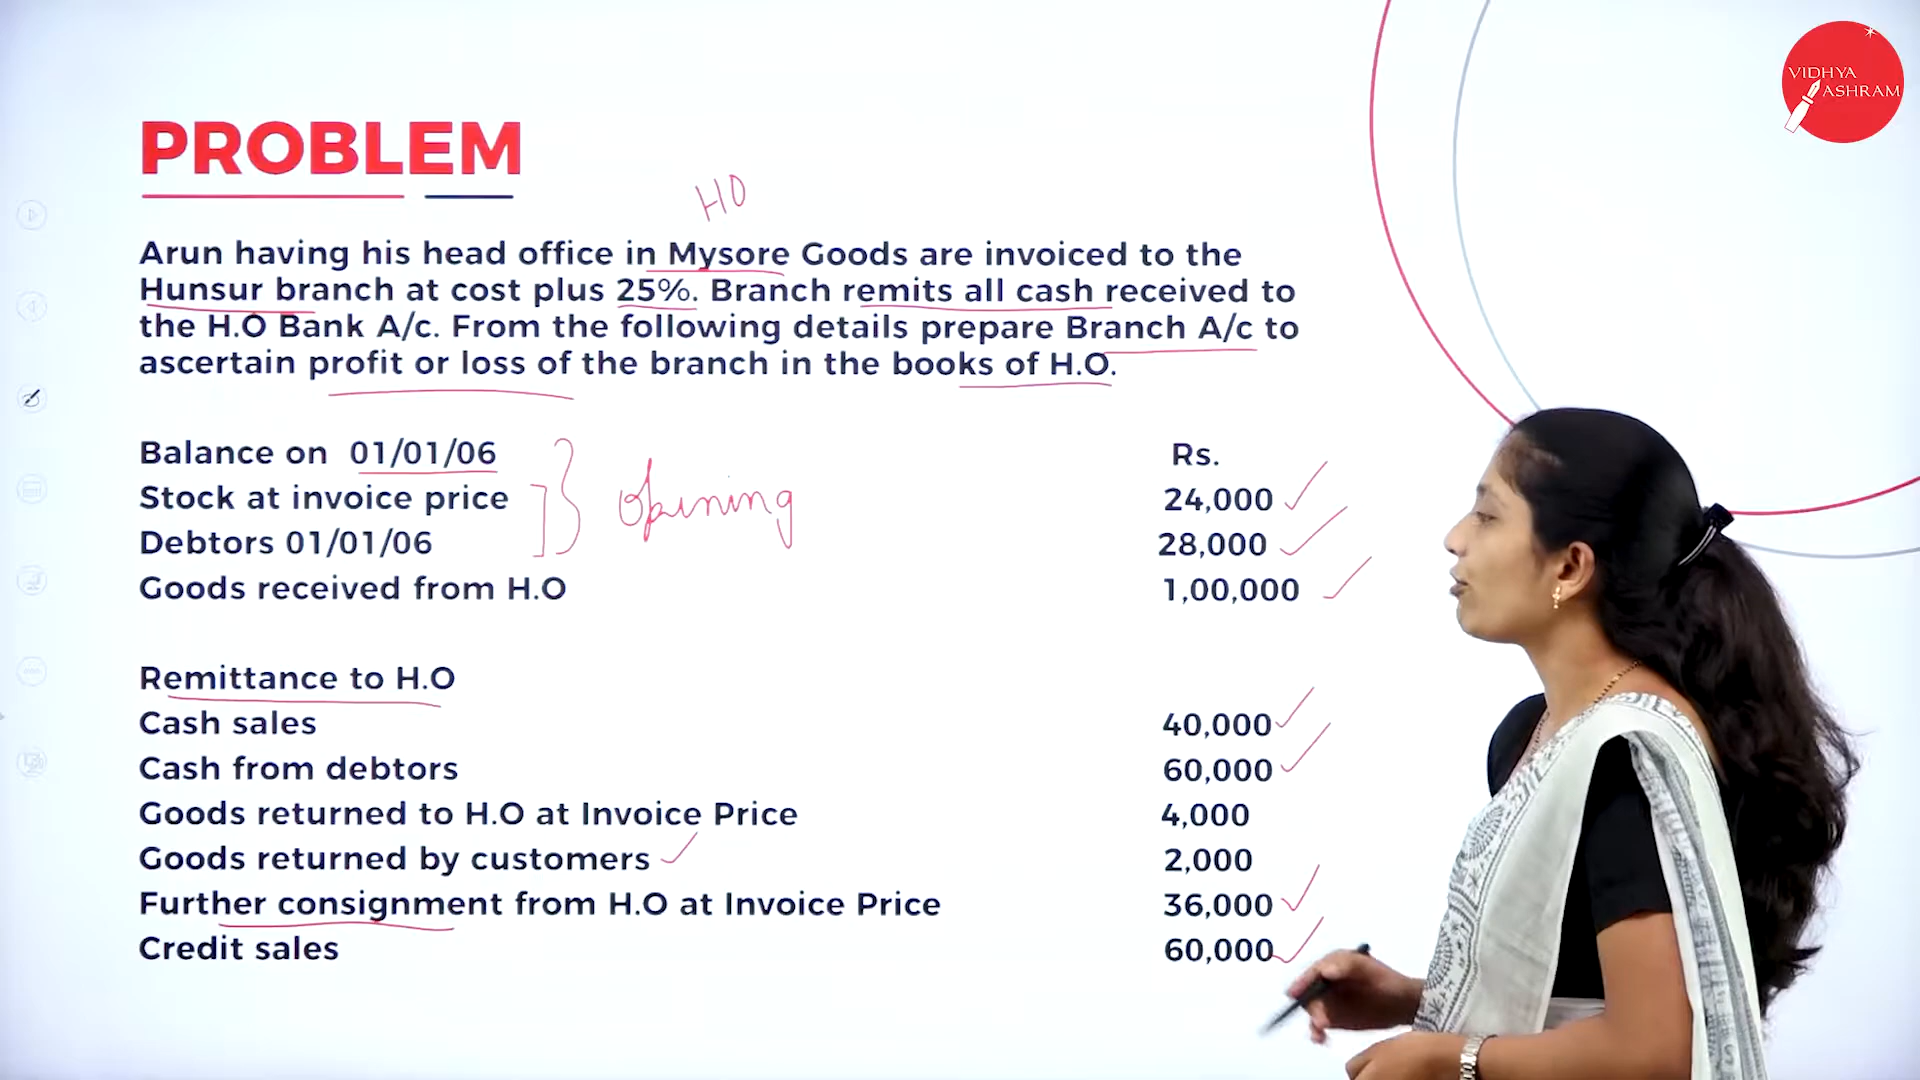 VIDHYA
ASHRAM
PROBLEM
HO
Arun having his head office in Mysore Goods are invoiced to the
Hunsur branch at cost plus 25%. Branch remits all cash received to
the H.O Bank A/c. From the following details prepare Branch A/c to
ascertain profit or loss of the branch in the books of H.O.
Balance on 01/01/06 Rs.
Stock at invoice price 24,000
Opening
Debtors 01/01/06 28,000
Goods received from H.O 1,00,000
Remittance to H.O
Cash sales 40,000
Cash from debtors 60,000
Goods returned to H.O at Invoice Price 4,000
Goods returned by customers 2,000
Further consignment from H.O at Invoice Price 36,000
Credit sales 60,000